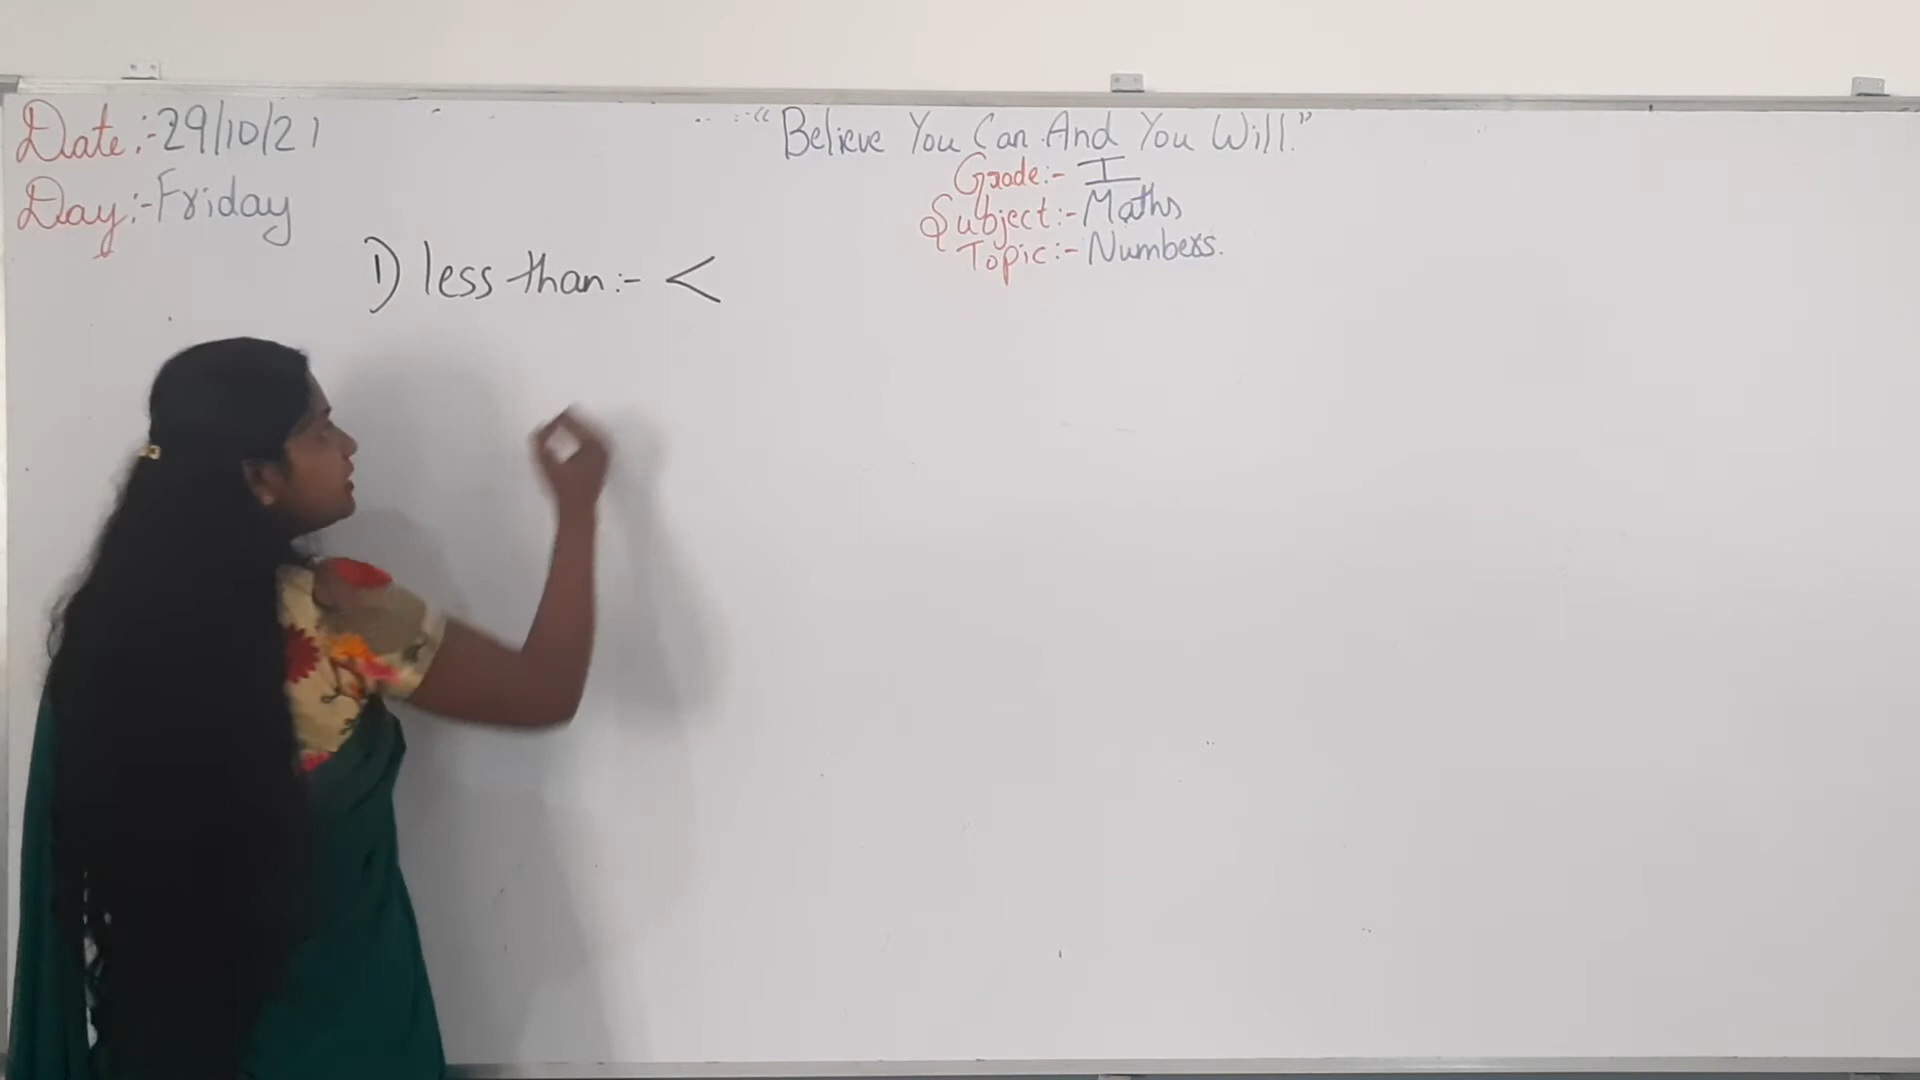 Date:-29/10/21
Day:-Friday
"Believe You Can And You Will."
Grade:- I
Subject:- Maths
Topic:- Numbers.
1) less than:- <